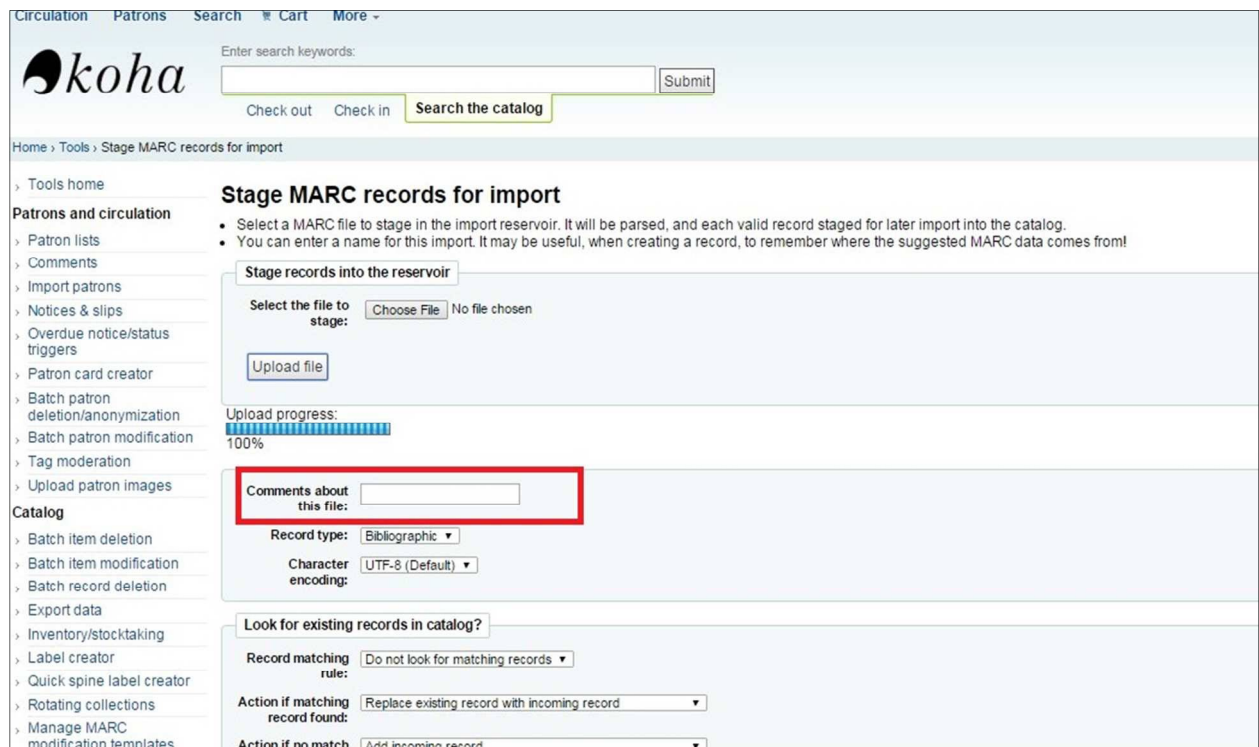 Circulation Patrons Search Cart More
koha
Enter search keywords:
Submit
Check out Check in Search the catalog
Home › Tools › Stage MARC records for import
Tools home
Patrons and circulation
Patron lists
Comments
Import patrons
Notices & slips
Overdue notice/status
triggers
Patron card creator
Batch patron
deletion/anonymization
Batch patron modification
Tag moderation
Upload patron images
Catalog
Batch item deletion
Batch item modification
Batch record deletion
Export data
Inventory/stocktaking
Label creator
Quick spine label creator
Rotating collections
Manage MARC
modification templates
Stage MARC records for import
• Select a MARC file to stage in the import reservoir. It will be parsed, and each valid record staged for later import into the catalog.
• You can enter a name for this import. It may be useful, when creating a record, to remember where the suggested MARC data comes from!
Stage records into the reservoir
Select the file to
stage: Choose File No file chosen
Upload file
Upload progress:
100%
Comments about
this file:
Record type: Bibliographic
Character
encoding: UTF-8 (Default)
Look for existing records in catalog?
Record matching
rule: Do not look for matching records
Action if matching
record found: Replace existing record with incoming record
Action if no match Add incoming record